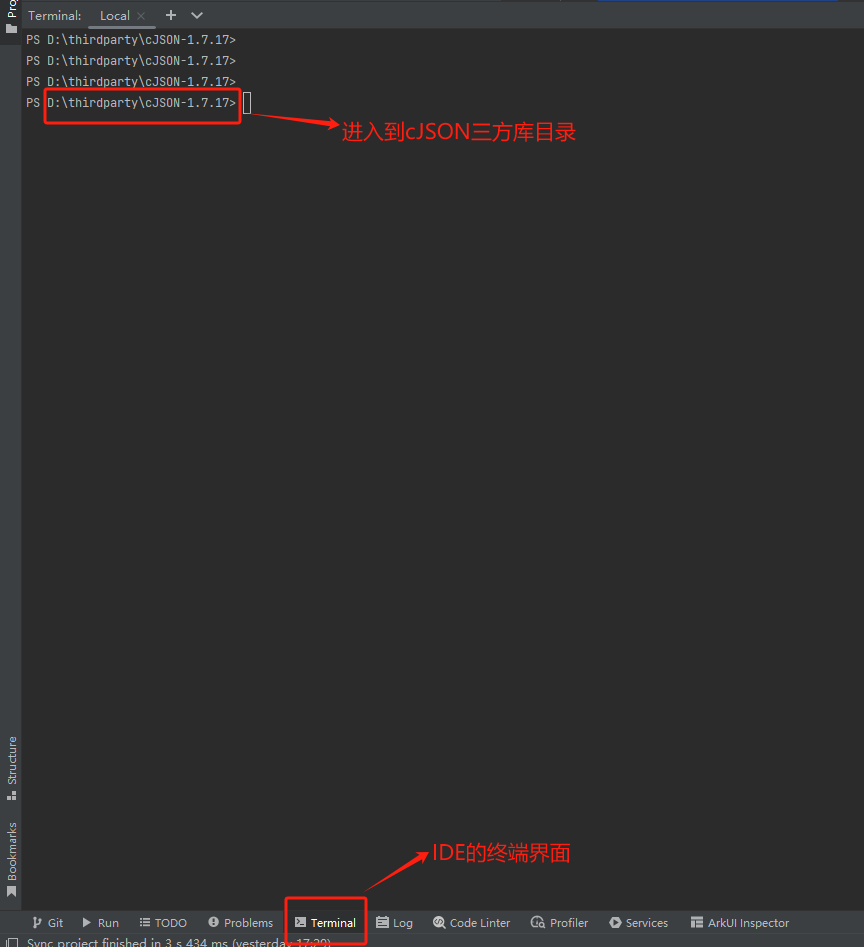 Terminal: Local
PS D:\thirdparty\cJSON-1.7.17>
PS D:\thirdparty\cJSON-1.7.17>
PS D:\thirdparty\cJSON-1.7.17>
PS D:\thirdparty\cJSON-1.7.17>
进入到cJSON三方库目录
Structure
Bookmarks
IDE的终端界面
Git Run TODO Problems Terminal Log Code Linter Profiler Services ArkUI Inspector
Sync project finished in 3 s 434 ms (yesterday 17:29)